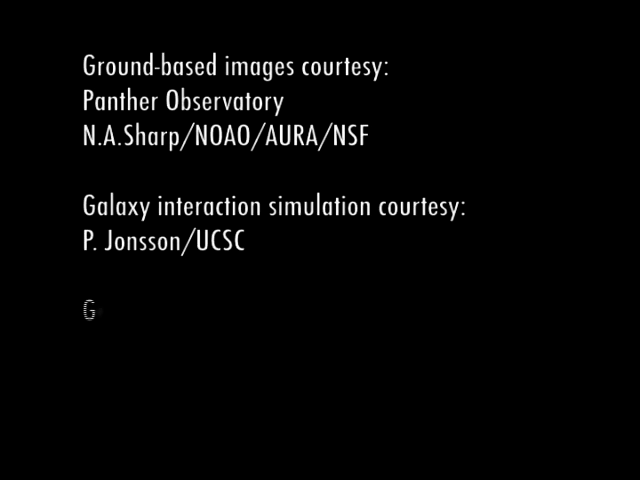 Ground-based images courtesy:
Panther Observatory
N.A.Sharp/NOAO/AURA/NSF
Galaxy interaction simulation courtesy:
P. Jonsson/UCSC
G